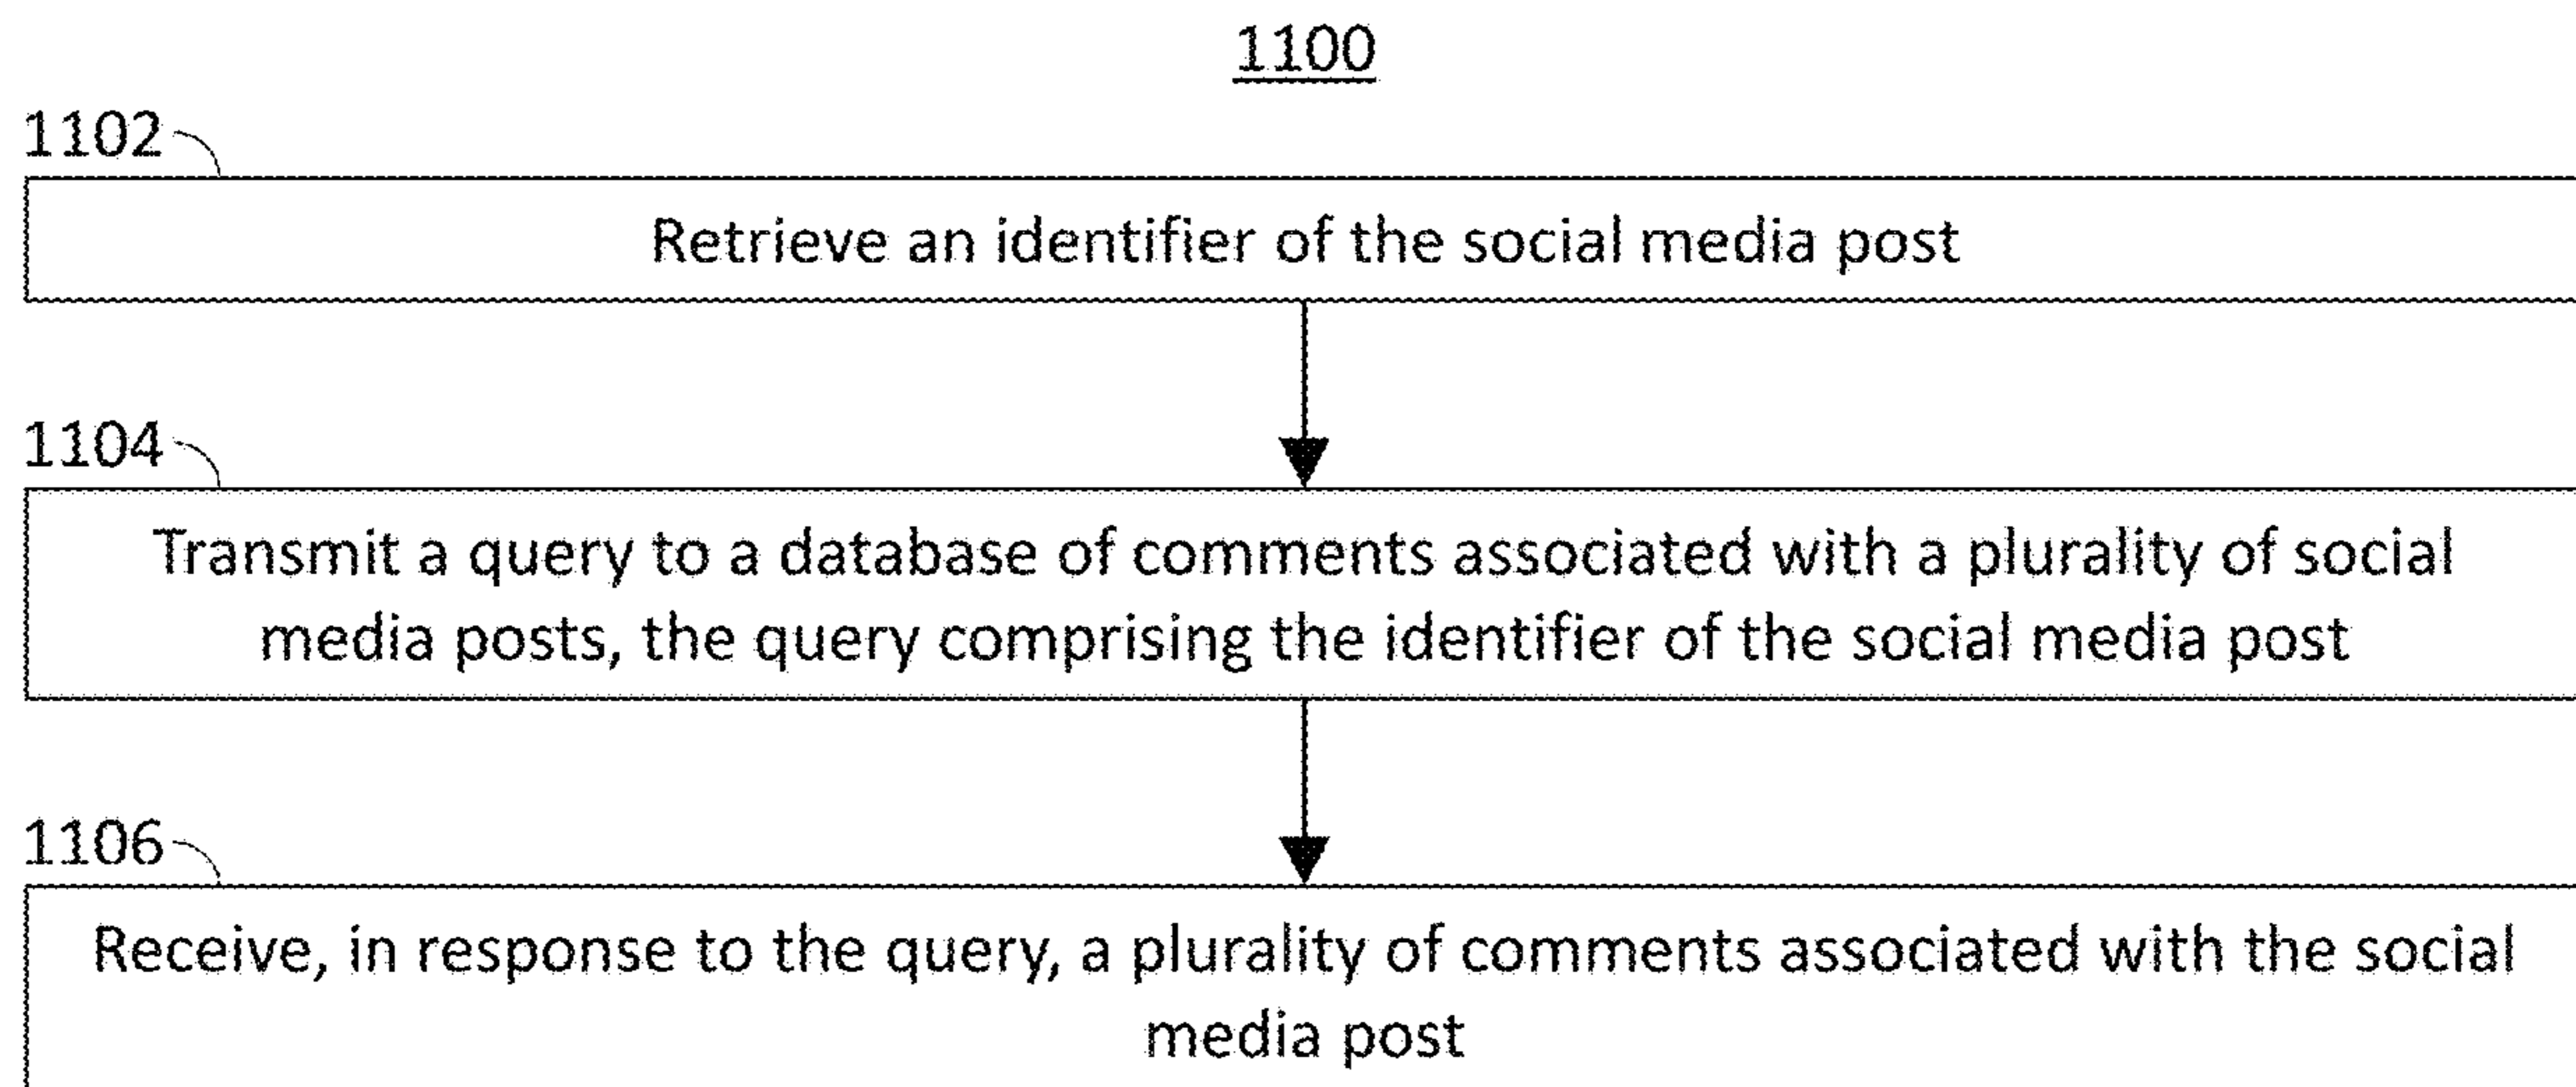 1100
1102
Retrieve an identifier of the social media post
1104
Transmit a query to a database of comments associated with a plurality of social
media posts, the query comprising the identifier of the social media post
1106
Receive, in response to the query, a plurality of comments associated with the social
media post